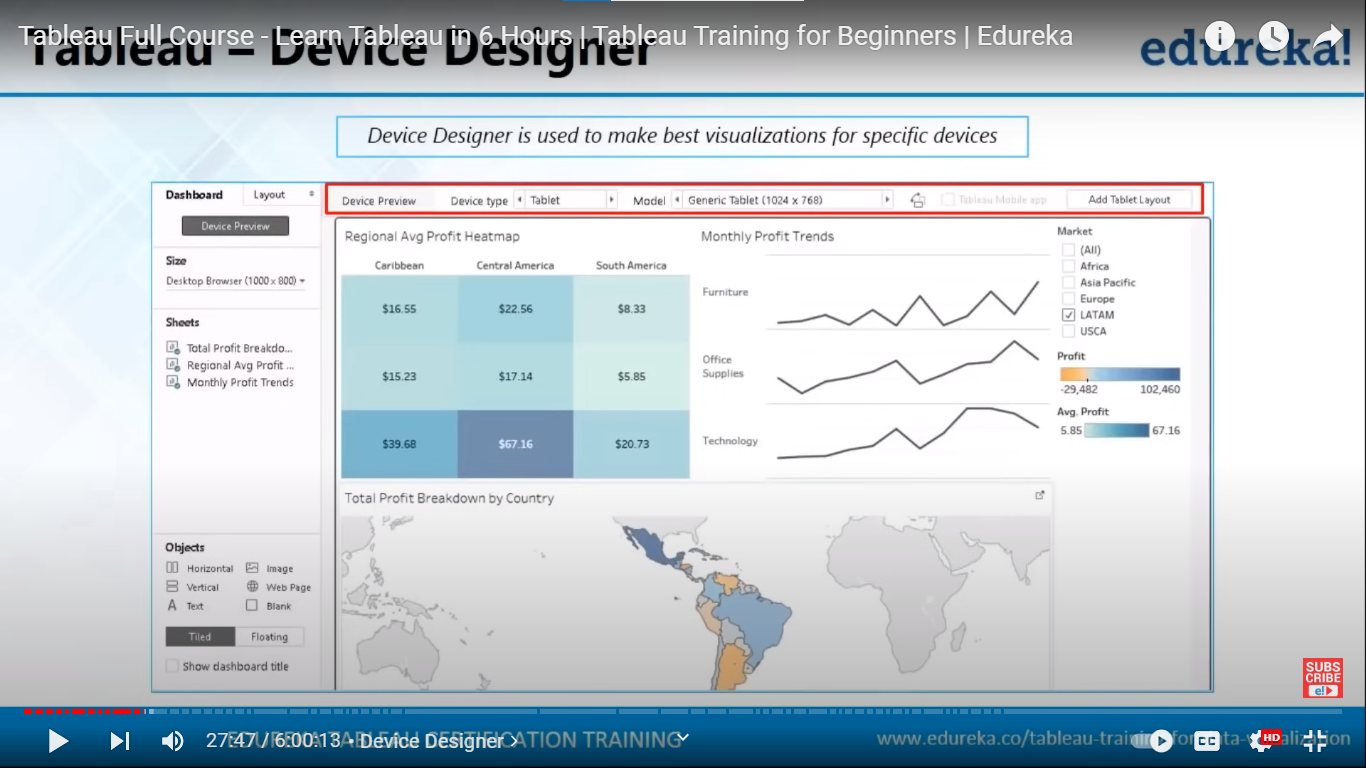 Tableau Full Course - Learn Tableau in 6 Hours | Tableau Training for Beginners | Edureka
Tableau – Device Designer
edureka!
Device Designer is used to make best visualizations for specific devices
Dashboard Layout
Device Preview Device type Tablet Model Generic Tablet (1024 x 768) Tableau Mobile app Add Tablet Layout
Device Preview
Size
Desktop Browser (1000 x 800)
Sheets
Total Profit Breakdo...
Regional Avg Profit ...
Monthly Profit Trends
Objects
Horizontal Image
Vertical Web Page
Text Blank
Tiled Floating
Show dashboard title
Regional Avg Profit Heatmap
Caribbean Central America South America
$16.55 $22.56 $8.33
$15.23 $17.14 $5.85
$39.68 $67.16 $20.73
Monthly Profit Trends
Furniture
Office
Supplies
Technology
Market
(All)
Africa
Asia Pacific
Europe
LATAM
USCA
Profit
-29,482 102,460
Avg. Profit
5.85 67.16
Total Profit Breakdown by Country
SUBS
CRIBE
e!
27:47 / 6:00:13 • Device Designer
EDUREKA TABLEAU CERTIFICATION TRAINING
www.edureka.co/tableau-training-for-data-visualization
CC
HD